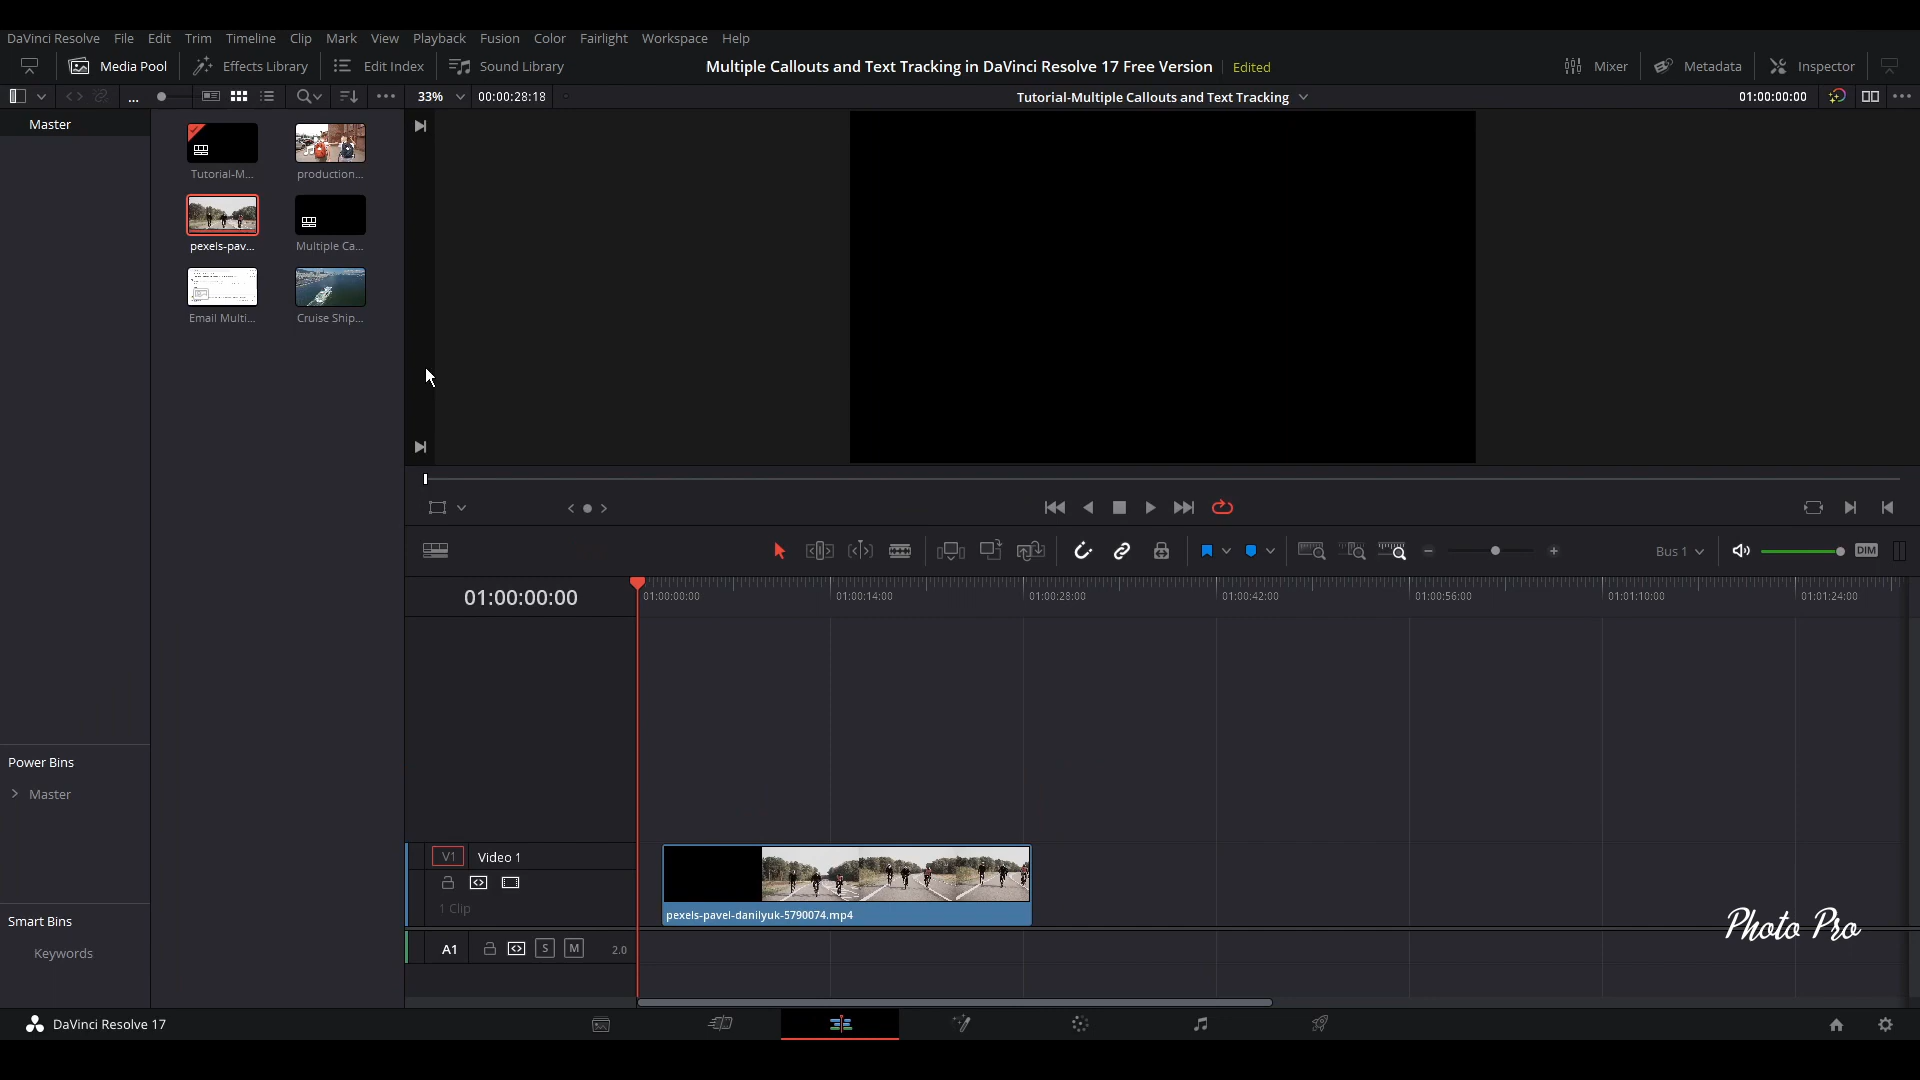 DaVinci Resolve File Edit Trim Timeline Clip Mark View Playback Fusion Color Fairlight Workspace Help
Media Pool Effects Library Edit Index Sound Library Multiple Callouts and Text Tracking in DaVinci Resolve 17 Free Version Edited Mixer Metadata Inspector
... 33% 00:00:28:18 Tutorial-Multiple Callouts and Text Tracking 01:00:00:00
Master
Tutorial-M... production...
pexels-pav... Multiple Ca...
Email Multi... Cruise Ship...
Bus 1 DIM
01:00:00:00 01:00:00:00 01:00:14:00 01:00:28:00 01:00:42:00 01:00:56:00 01:01:10:00 01:01:24:00
Power Bins
Master
V1 Video 1
1 Clip
pexels-pavel-danilyuk-5790074.mp4
Smart Bins
Keywords
A1 S M 2.0
Photo Pro
DaVinci Resolve 17